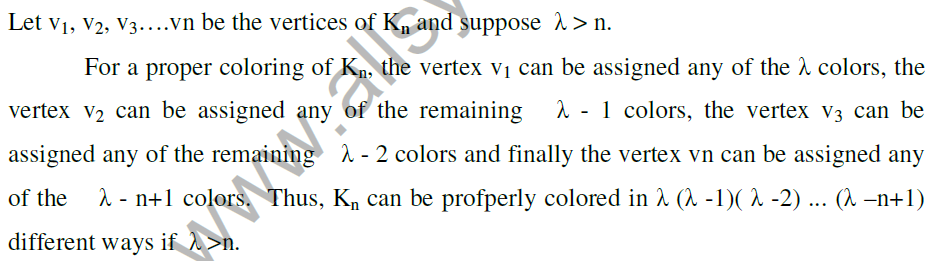 Let v1, v2, v3….vn be the vertices of Kn and suppose λ > n.
For a proper coloring of Kn, the vertex v1 can be assigned any of the λ colors, the
vertex v2 can be assigned any of the remaining λ - 1 colors, the vertex v3 can be
assigned any of the remaining λ - 2 colors and finally the vertex vn can be assigned any
of the λ - n+1 colors. Thus, Kn can be profperly colored in λ (λ -1)( λ -2) ... (λ –n+1)
different ways if λ >n.
www.allsy